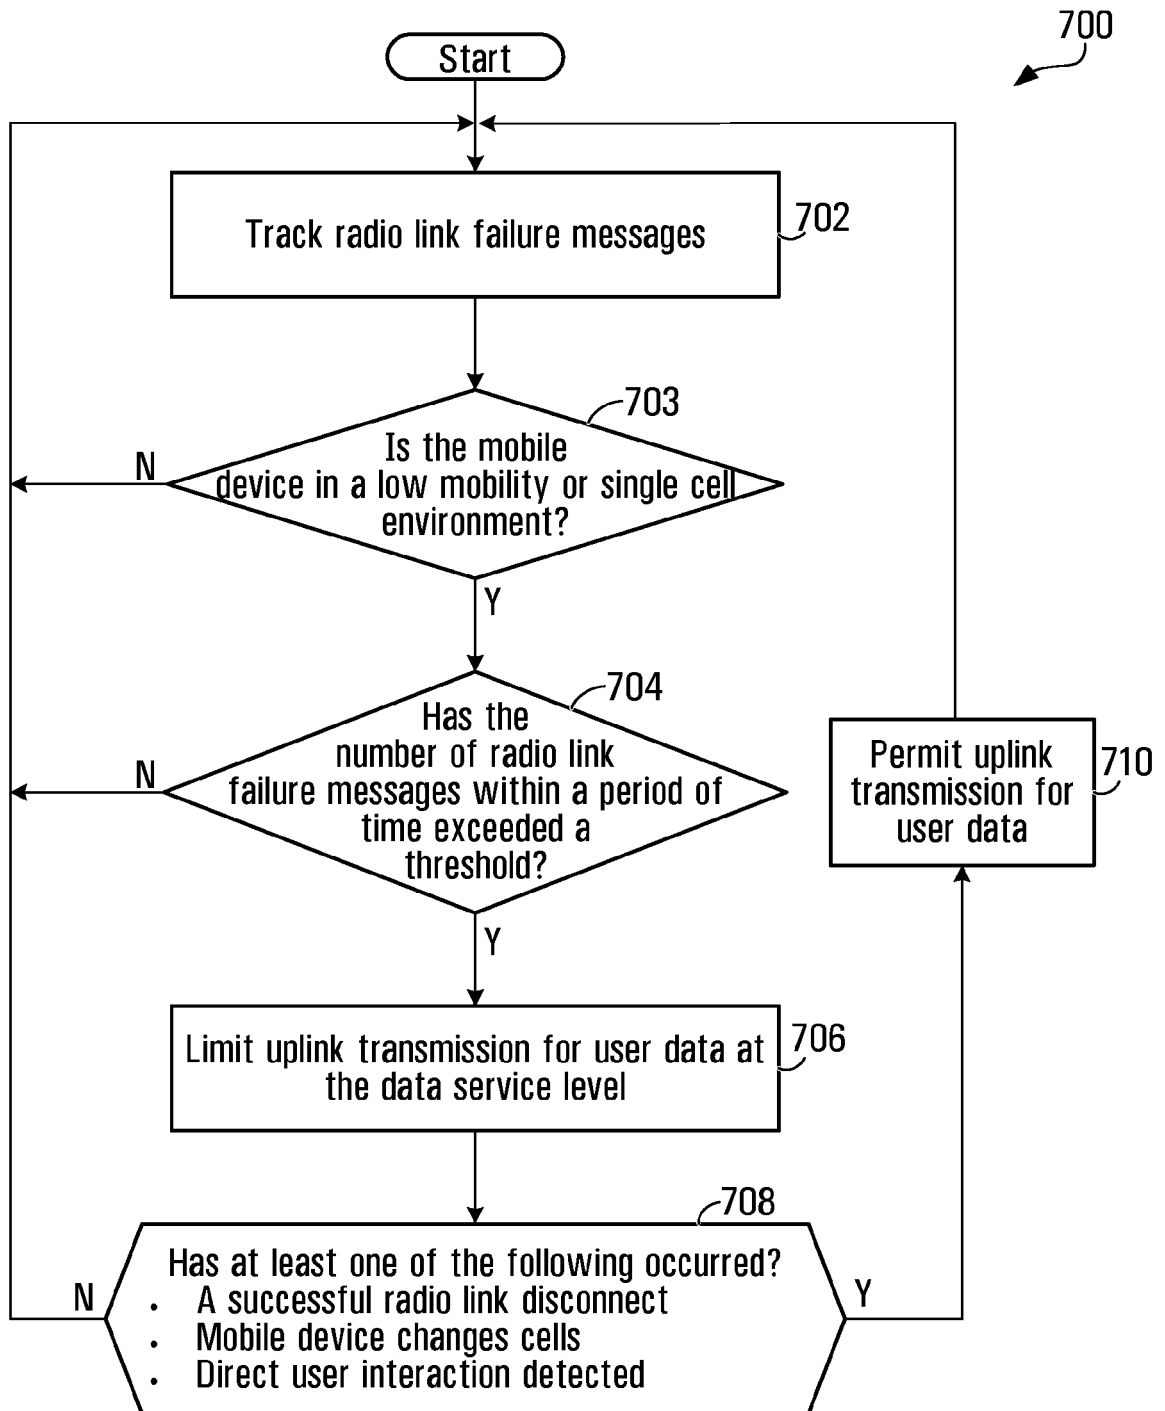 700
Start
Track radio link failure messages
702
703
Is the mobile
device in a low mobility or single cell
environment?
N
Y
704
Has the
number of radio link
failure messages within a period of
time exceeded a
threshold?
N
Y
Permit uplink
transmission for
user data
710
Limit uplink transmission for user data at
the data service level
706
708
Has at least one of the following occurred?
• A successful radio link disconnect
• Mobile device changes cells
• Direct user interaction detected
N
Y